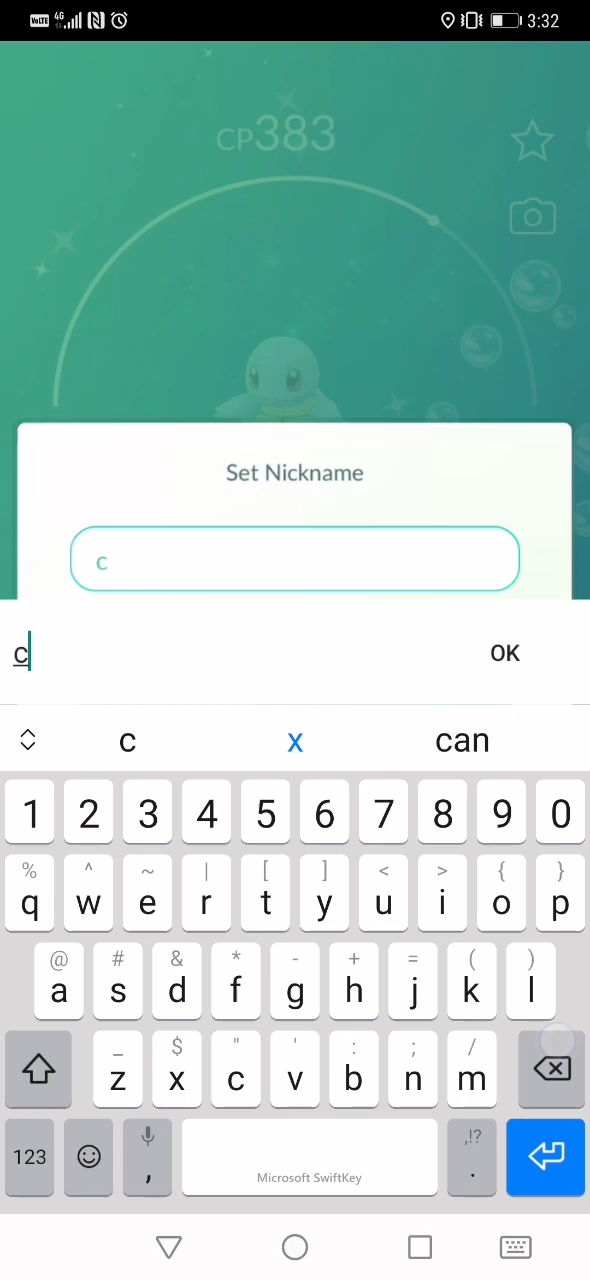 VoLTE 4G 3:32
CP383
Set Nickname
c
c OK
c x can
1 2 3 4 5 6 7 8 9 0
% ^ ~ | [ ] < > { }
q w e r t y u i o p
@ # & * - + = ( )
a s d f g h j k l
_ $ " ' : ; /
z x c v b n m
,!?
123 , Microsoft SwiftKey .